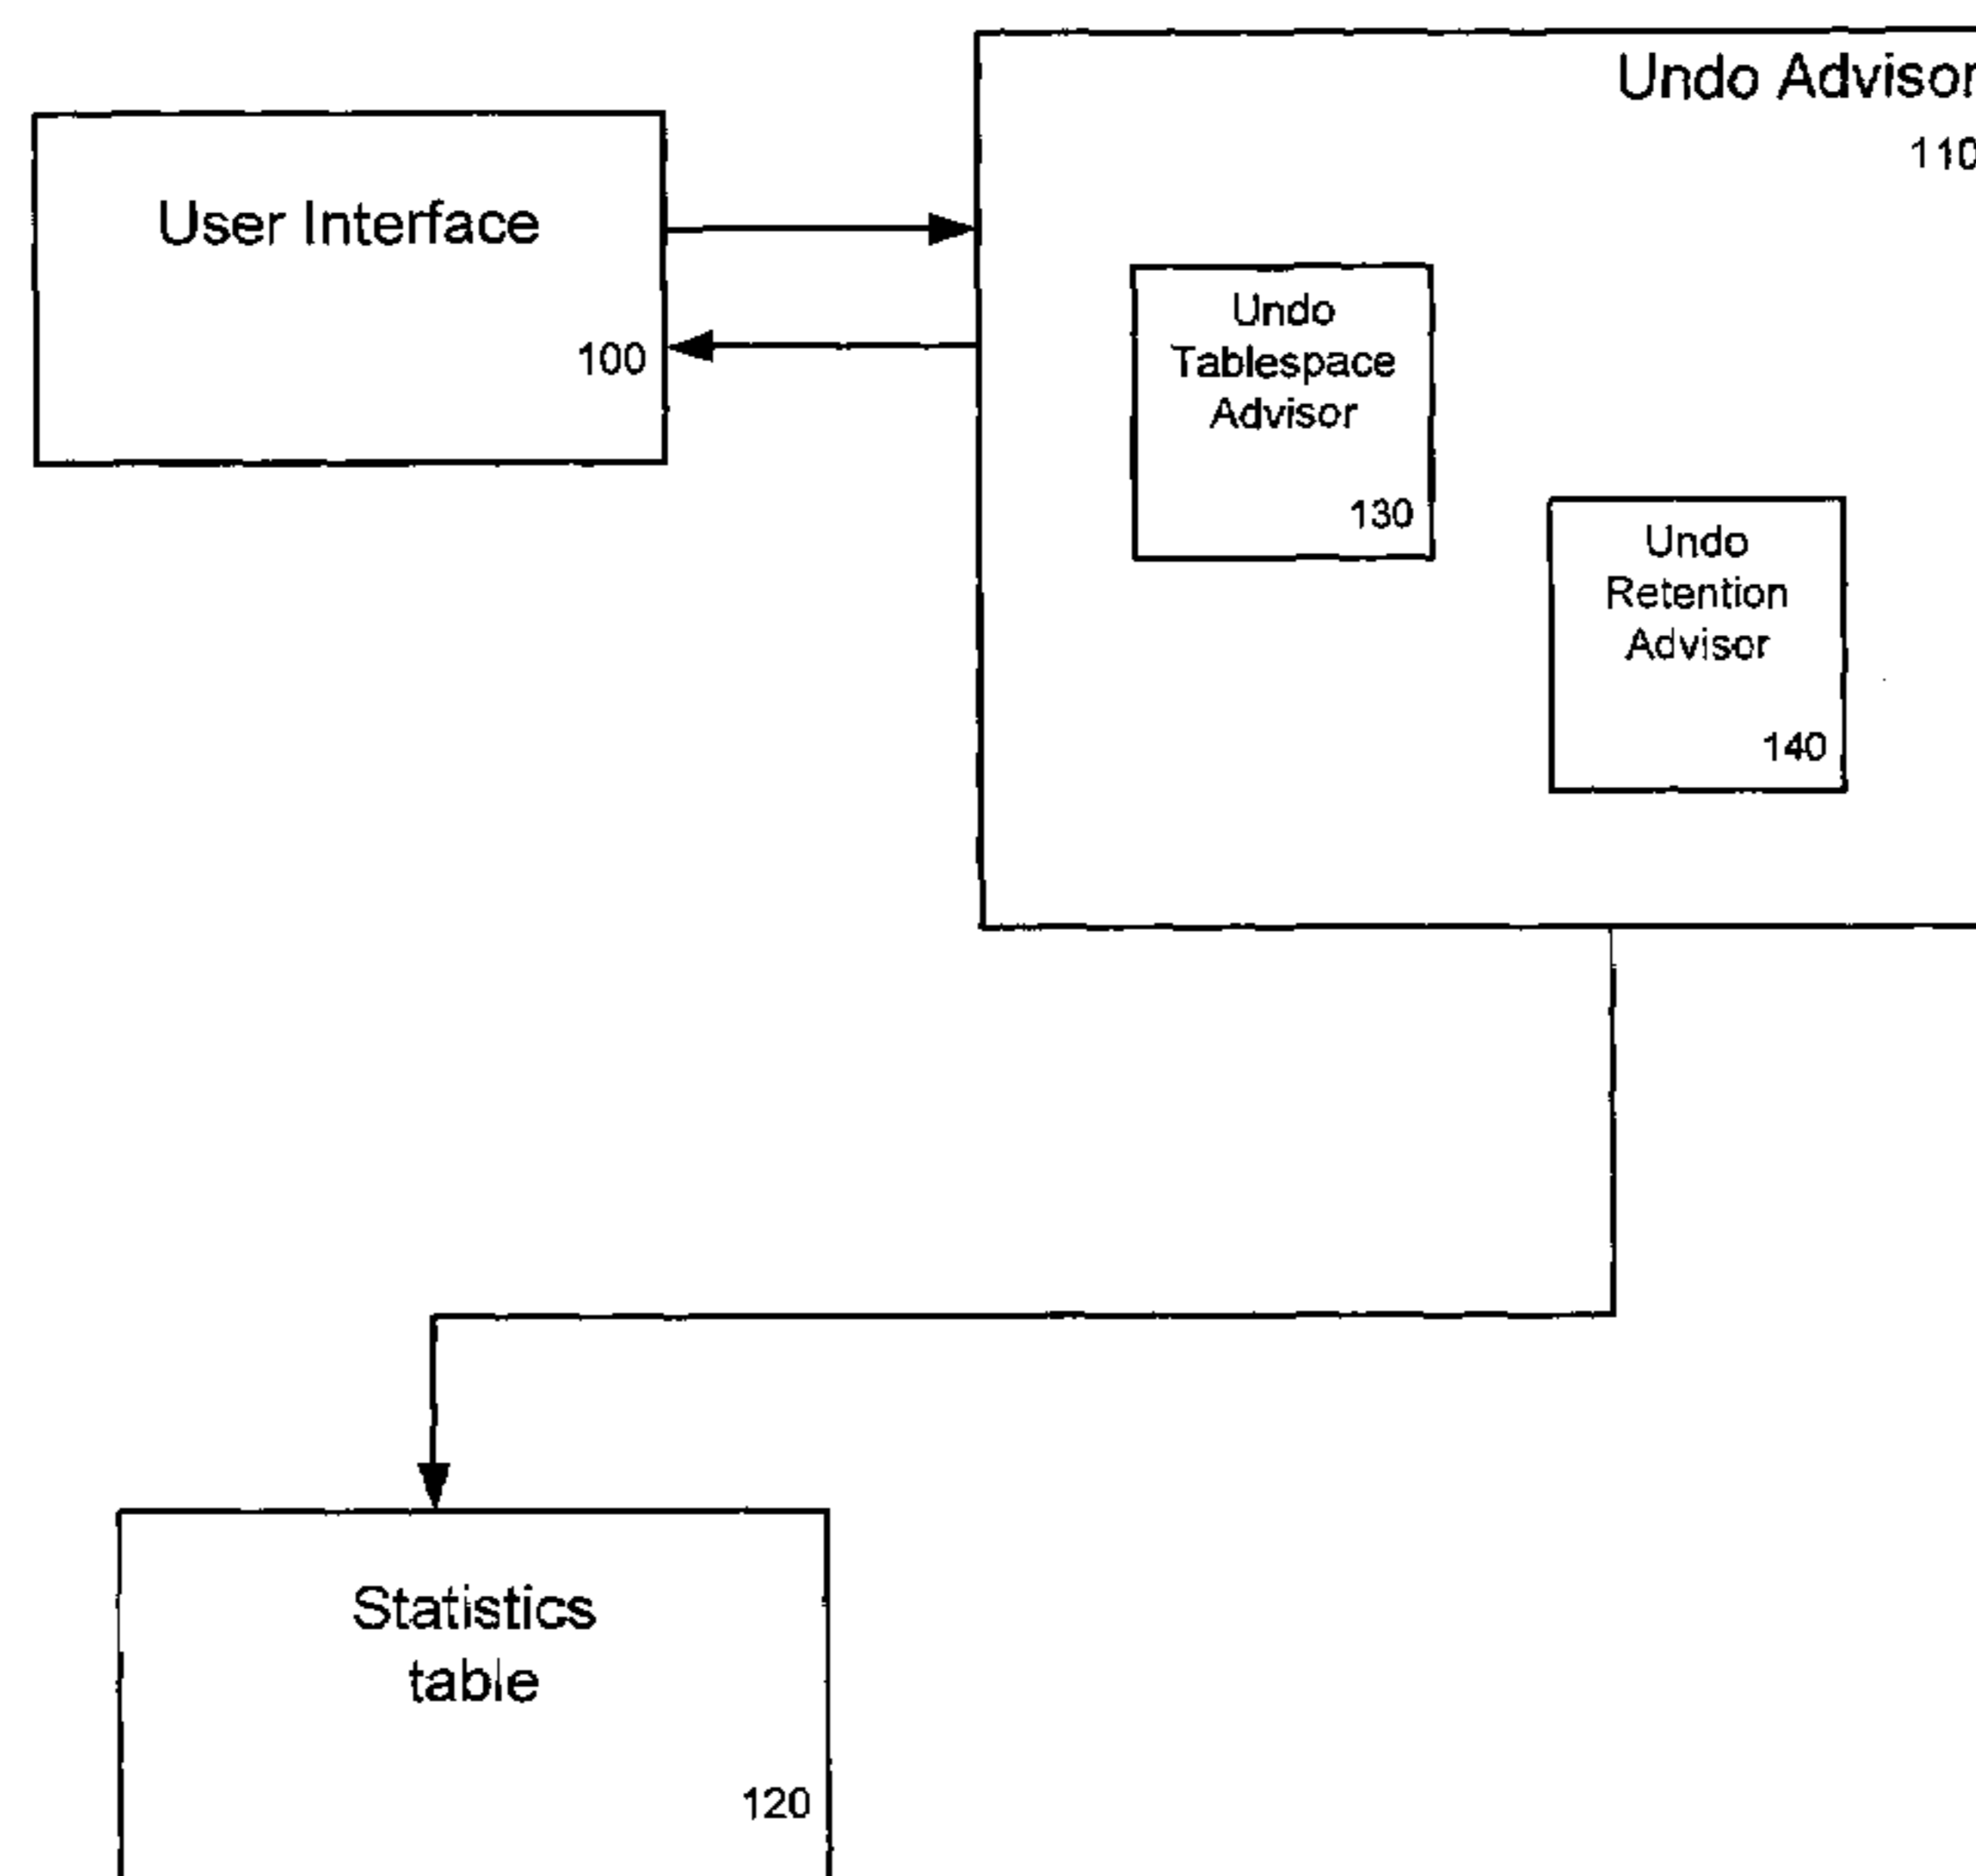 Undo Advisor
110
User Interface
100
Undo
Tablespace
Advisor
130
Undo
Retention
Advisor
140
Statistics
table
120